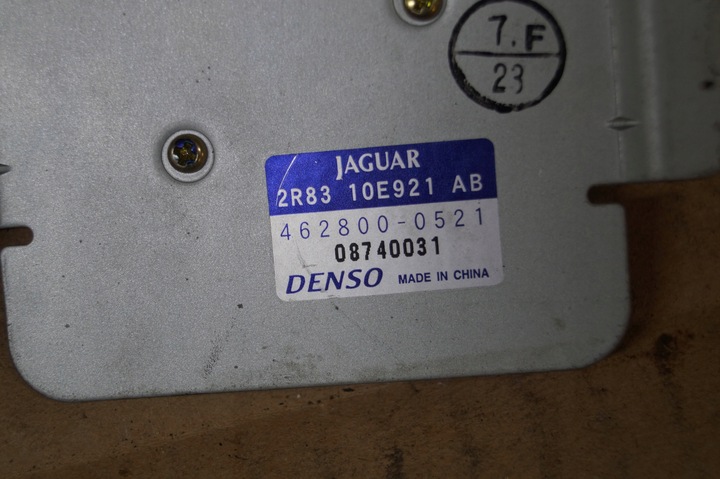 7.F
23
JAGUAR
2R83 10E921 AB
462800-0521
08740031
DENSO MADE IN CHINA